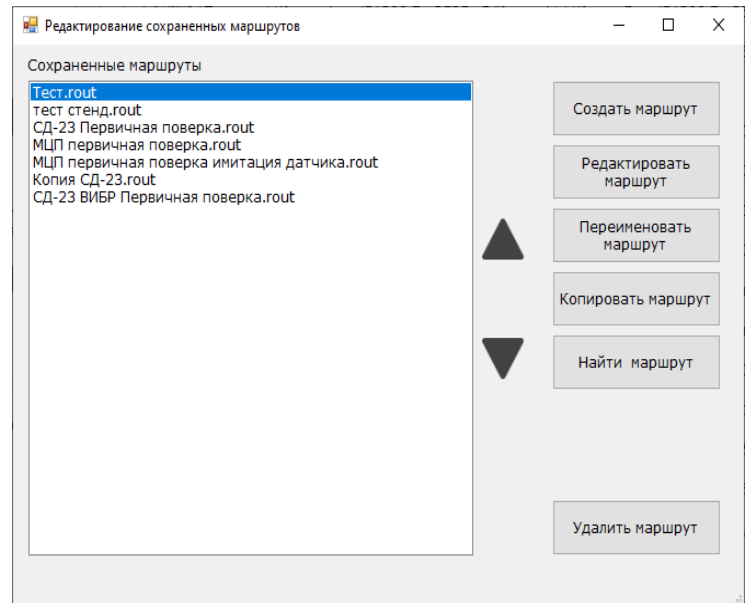 Редактирование сохраненных маршрутов
Сохраненные маршруты
Тест.rout
тест стенд.rout
СД-23 Первичная поверка.rout
МЦП первичная поверка.rout
МЦП первичная поверка имитация датчика.rout
Копия СД-23.rout
СД-23 ВИБР Первичная поверка.rout
Создать маршрут
Редактировать
маршрут
Переименовать
маршрут
Копировать маршрут
Найти маршрут
Удалить маршрут